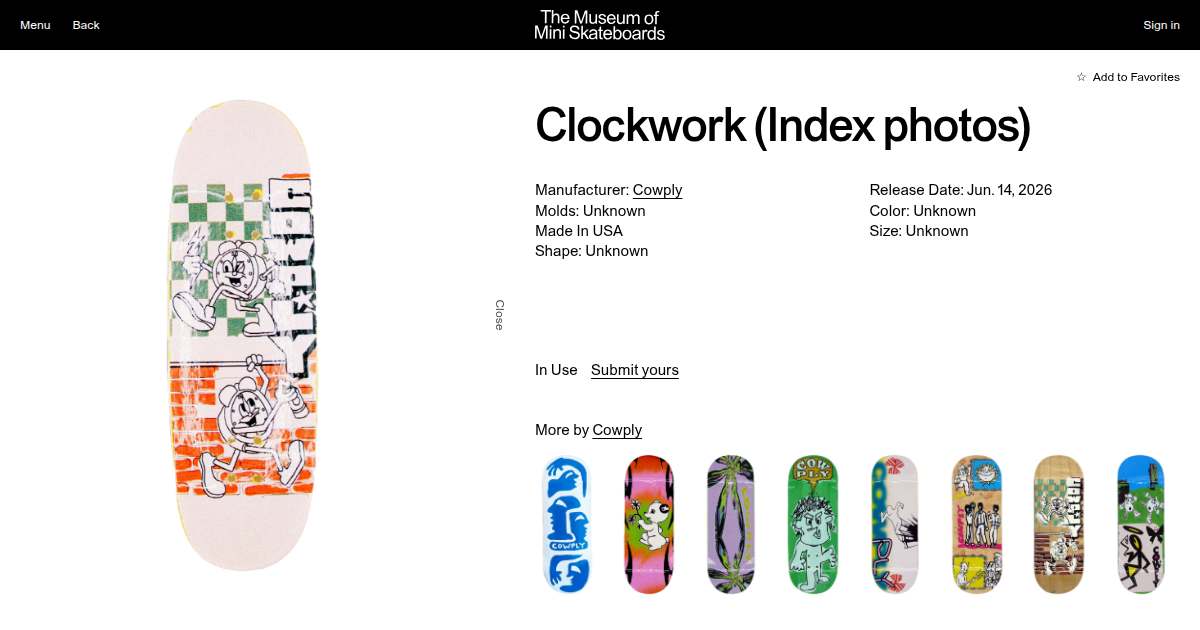 Menu
Back
The Museum of
Mini Skateboards
Sign in
☆ Add to Favorites
Clockwork (Index photos)
Manufacturer: Cowply
Molds: Unknown
Made In USA
Shape: Unknown
Release Date: Jun. 14, 2026
Color: Unknown
Size: Unknown
Close
In Use Submit yours
More by Cowply
COWPLY
COW
PLY